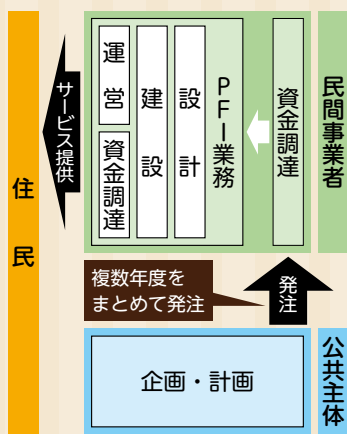 民間事業者
資金調達
PFI業務
設計
建設
運営
資金調達
サービス提供
住民
発注
複数年度を
まとめて発注
公共主体
企画・計画